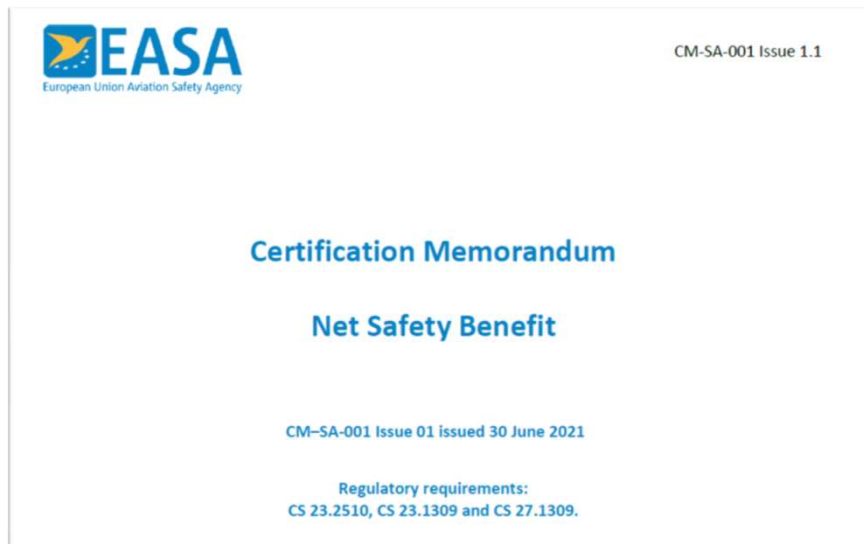 EASA
European Union Aviation Safety Agency
CM-SA-001 Issue 1.1
Certification Memorandum
Net Safety Benefit
CM–SA-001 Issue 01 issued 30 June 2021
Regulatory requirements:
CS 23.2510, CS 23.1309 and CS 27.1309.